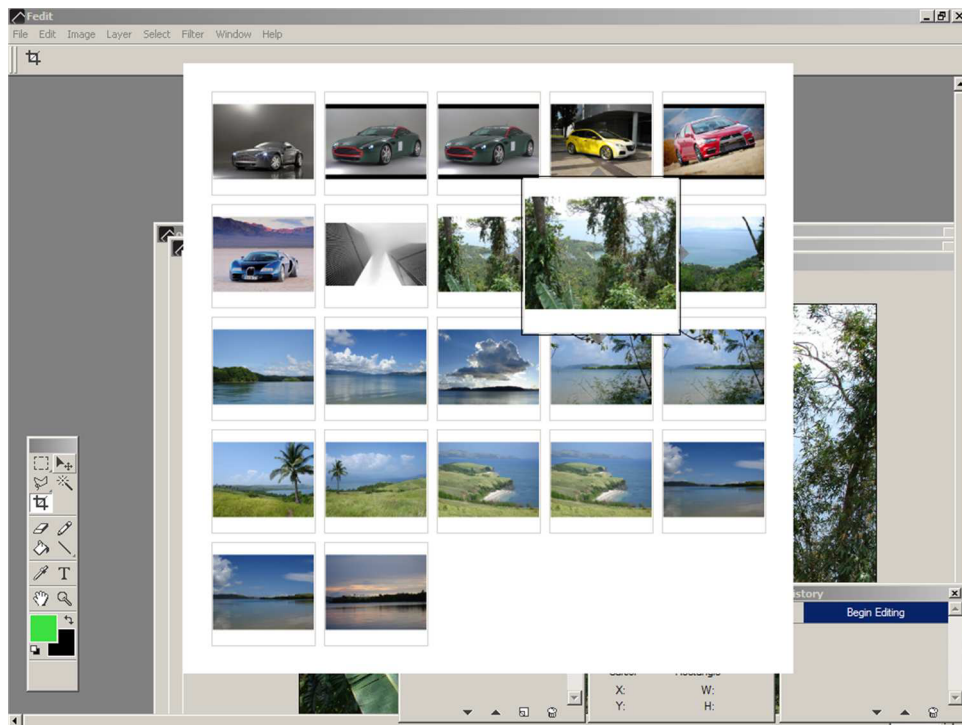 Fedit
File Edit Image Layer Select Filter Window Help
T
istory
Begin Editing
X: W:
Y: H: